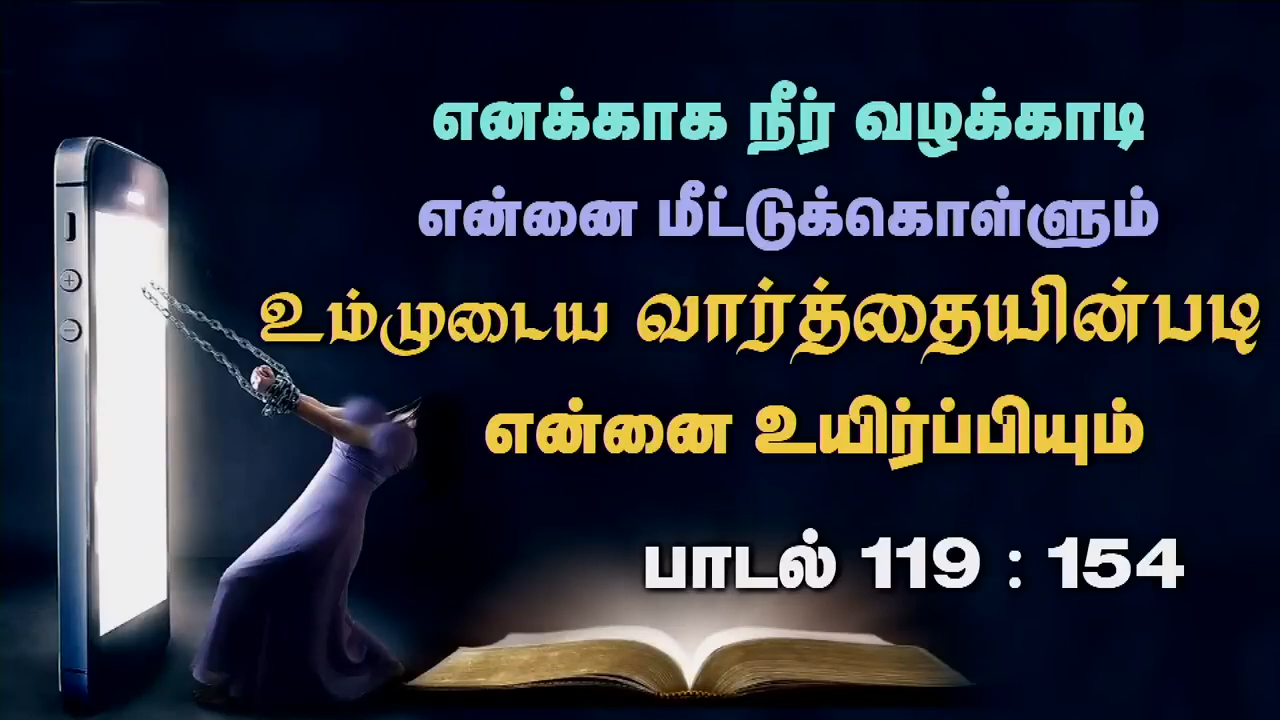 எனக்காக நீர் வழக்காடி
என்னை மீட்டுக்கொள்ளும்
உம்முடைய வார்த்தையின்படி
என்னை உயிர்ப்பியும்
பாடல் 119 : 154